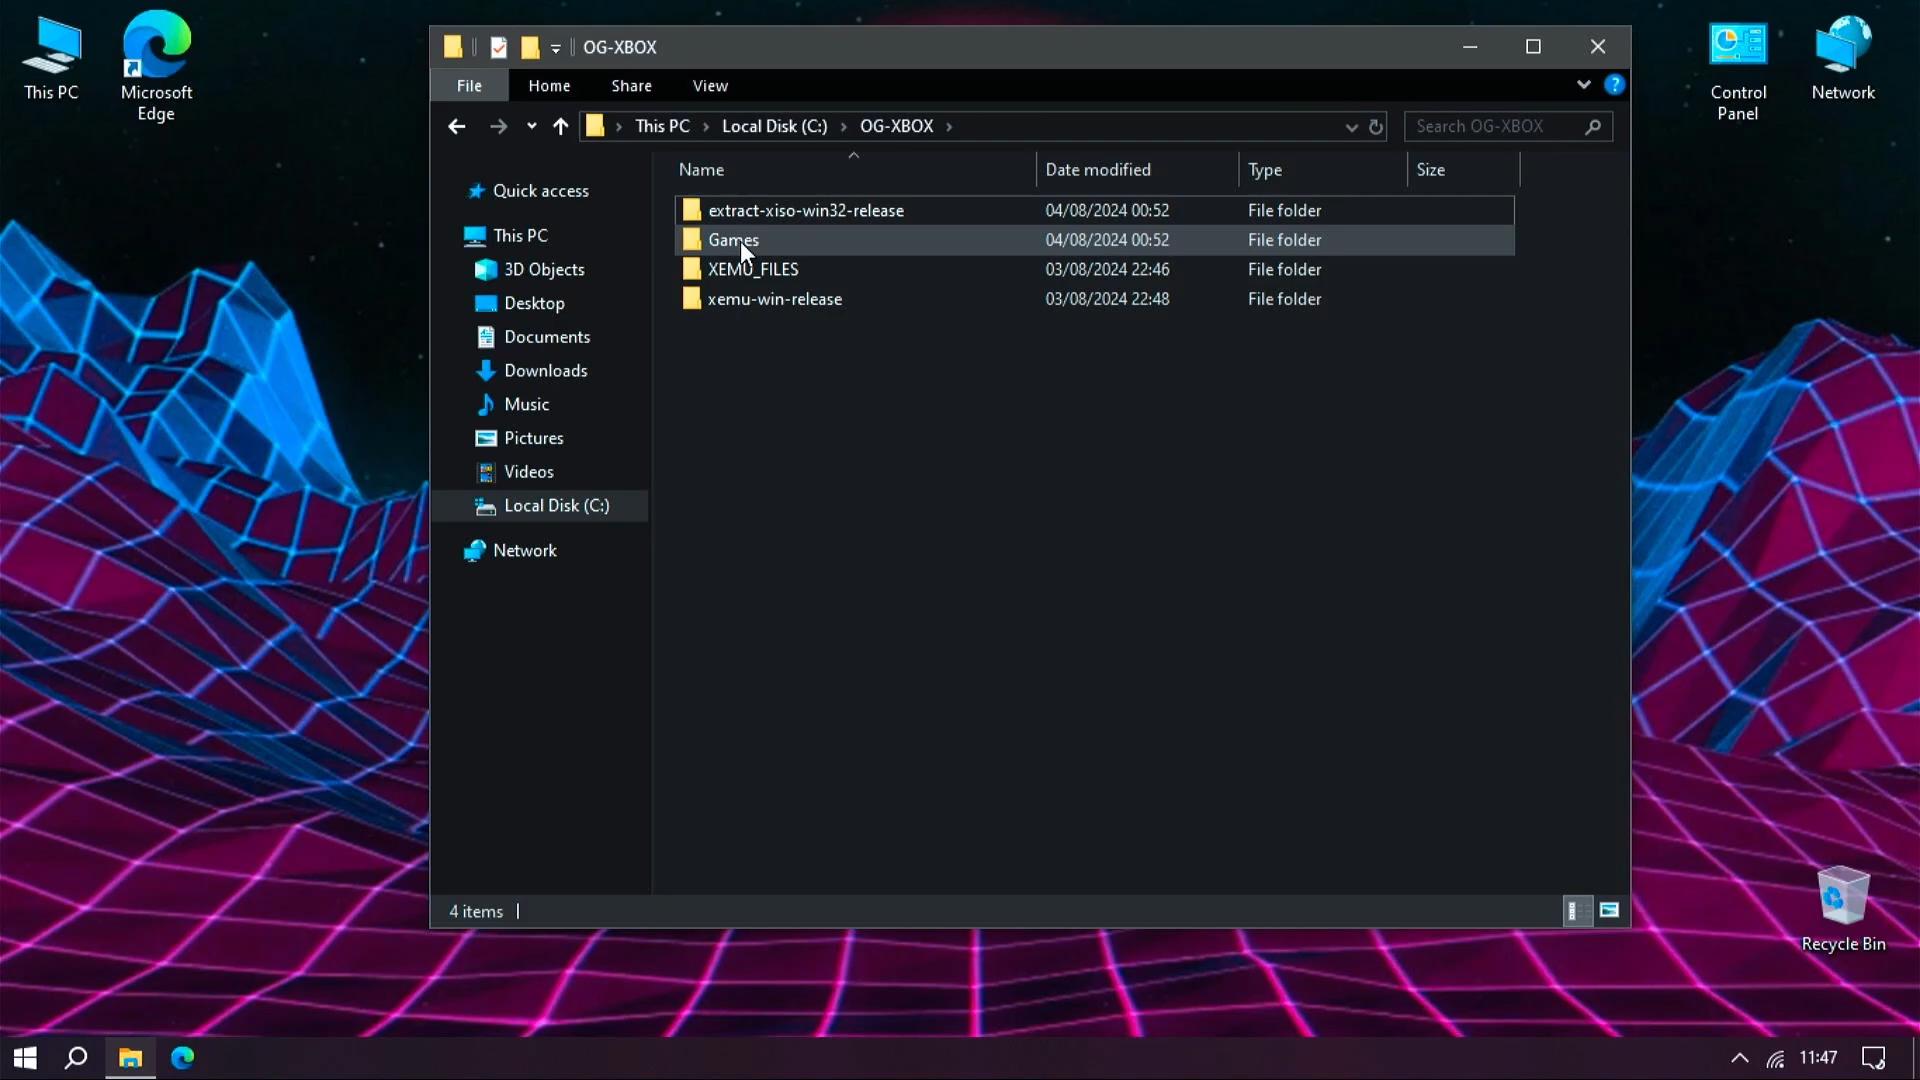 This PC
Microsoft
Edge
OG-XBOX
File
Home
Share
View
This PC
Local Disk (C:)
OG-XBOX
Search OG-XBOX
Name
Date modified
Type
Size
Quick access
This PC
3D Objects
Desktop
Documents
Downloads
Music
Pictures
Videos
Local Disk (C:)
Network
extract-xiso-win32-release 04/08/2024 00:52 File folder
Games 04/08/2024 00:52 File folder
XEMU_FILES 03/08/2024 22:46 File folder
xemu-win-release 03/08/2024 22:48 File folder
4 items
Control
Panel
Network
Recycle Bin
11:47